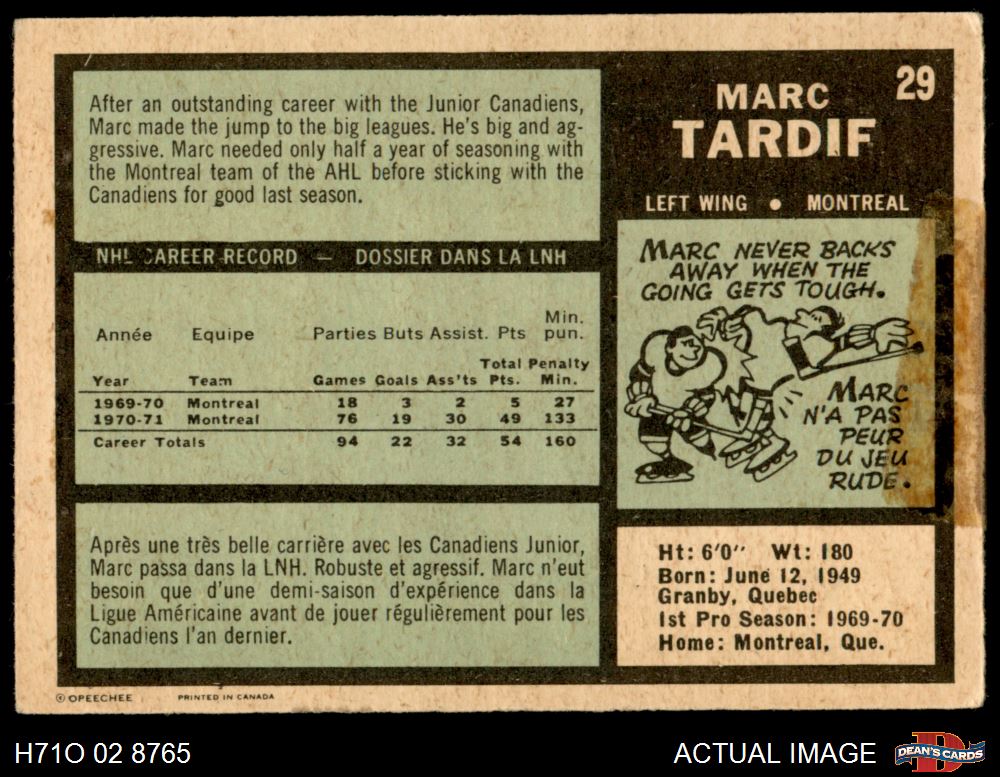 29
MARC
TARDIF
LEFT WING • MONTREAL
After an outstanding career with the Junior Canadiens,
Marc made the jump to the big leagues. He's big and ag-
gressive. Marc needed only half a year of seasoning with
the Montreal team of the AHL before sticking with the
Canadiens for good last season.
NHL CAREER RECORD — DOSSIER DANS LA LNH
Année Equipe Parties Buts Assist. Pts Min. pun.
Year Team Games Goals Ass'ts Total Pts. Penalty Min.
1969-70 Montreal 18 3 2 5 27
1970-71 Montreal 76 19 30 49 133
Career Totals 94 22 32 54 160
Après une très belle carrière avec les Canadiens Junior,
Marc passa dans la LNH. Robuste et agressif. Marc n'eut
besoin que d'une demi-saison d'expérience dans la
Ligue Américaine avant de jouer régulièrement pour les
Canadiens l'an dernier.
MARC NEVER BACKS
AWAY WHEN THE
GOING GETS TOUGH.
MARC
N'A PAS
PEUR
DU JEU
RUDE.
Ht: 6'0" Wt: 180
Born: June 12, 1949
Granby, Quebec
1st Pro Season: 1969-70
Home: Montreal, Que.
© OPEECHEE PRINTED IN CANADA
H71O 02 8765
ACTUAL IMAGE
DEAN'S CARDS